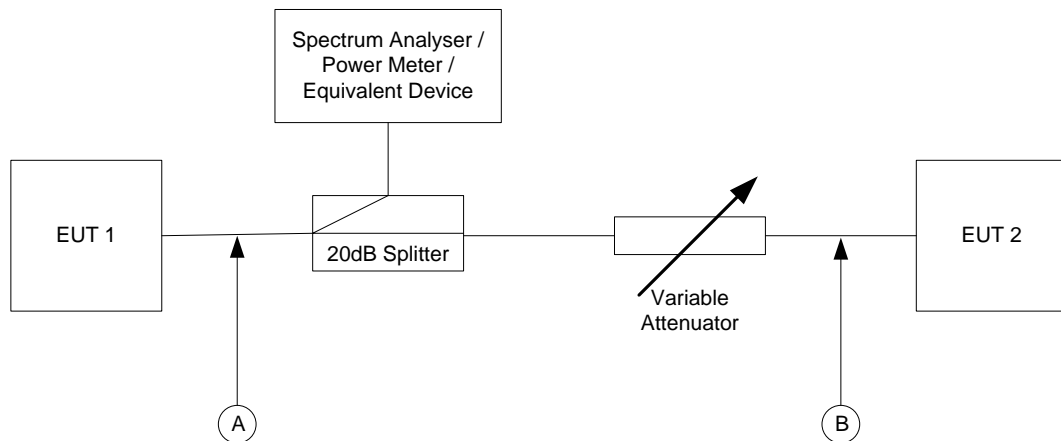 Spectrum Analyser /
Power Meter /
Equivalent Device
EUT 1
20dB Splitter
Variable
Attenuator
EUT 2
A
B